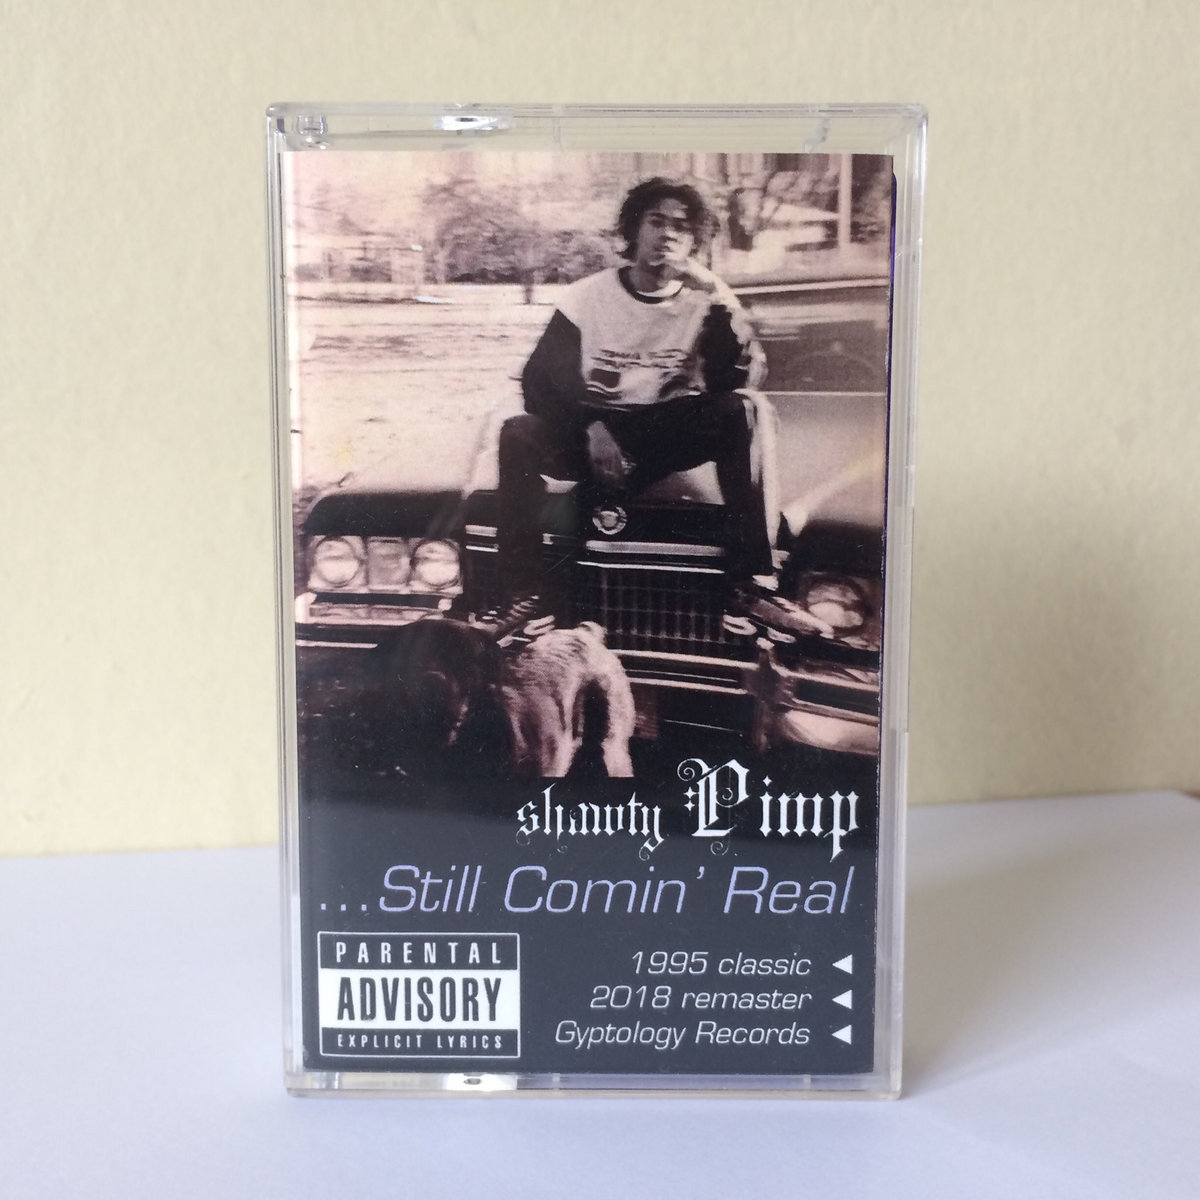 shawty Pimp
...Still Comin' Real
PARENTAL
ADVISORY
EXPLICIT LYRICS
1995 classic
2018 remaster
Gyptology Records